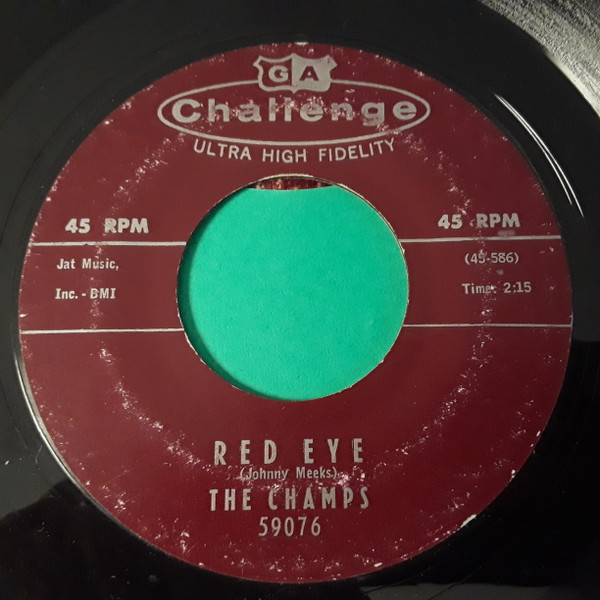 GA
Challenge
ULTRA HIGH FIDELITY
45 RPM
45 RPM
Jat Music,
(45-586)
Inc. - BMI
Time: 2:15
RED EYE
(Johnny Meeks)
THE CHAMPS
59076